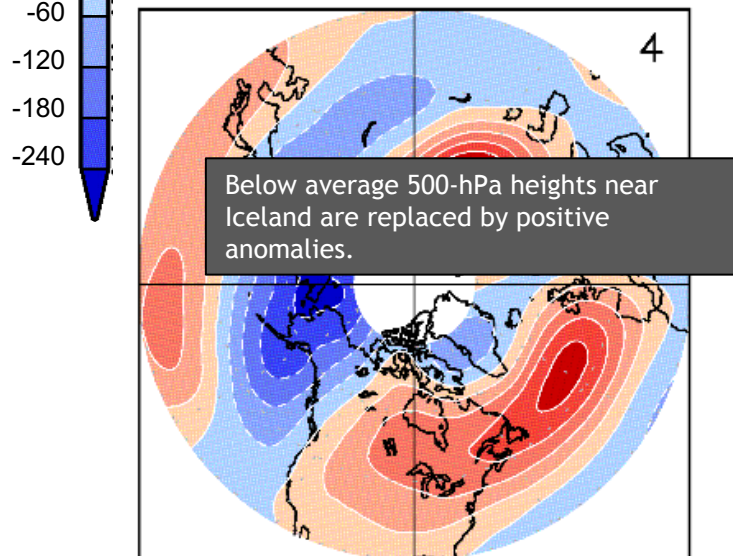 -60
-120
-180
-240
4
Below average 500-hPa heights near
Iceland are replaced by positive
anomalies.